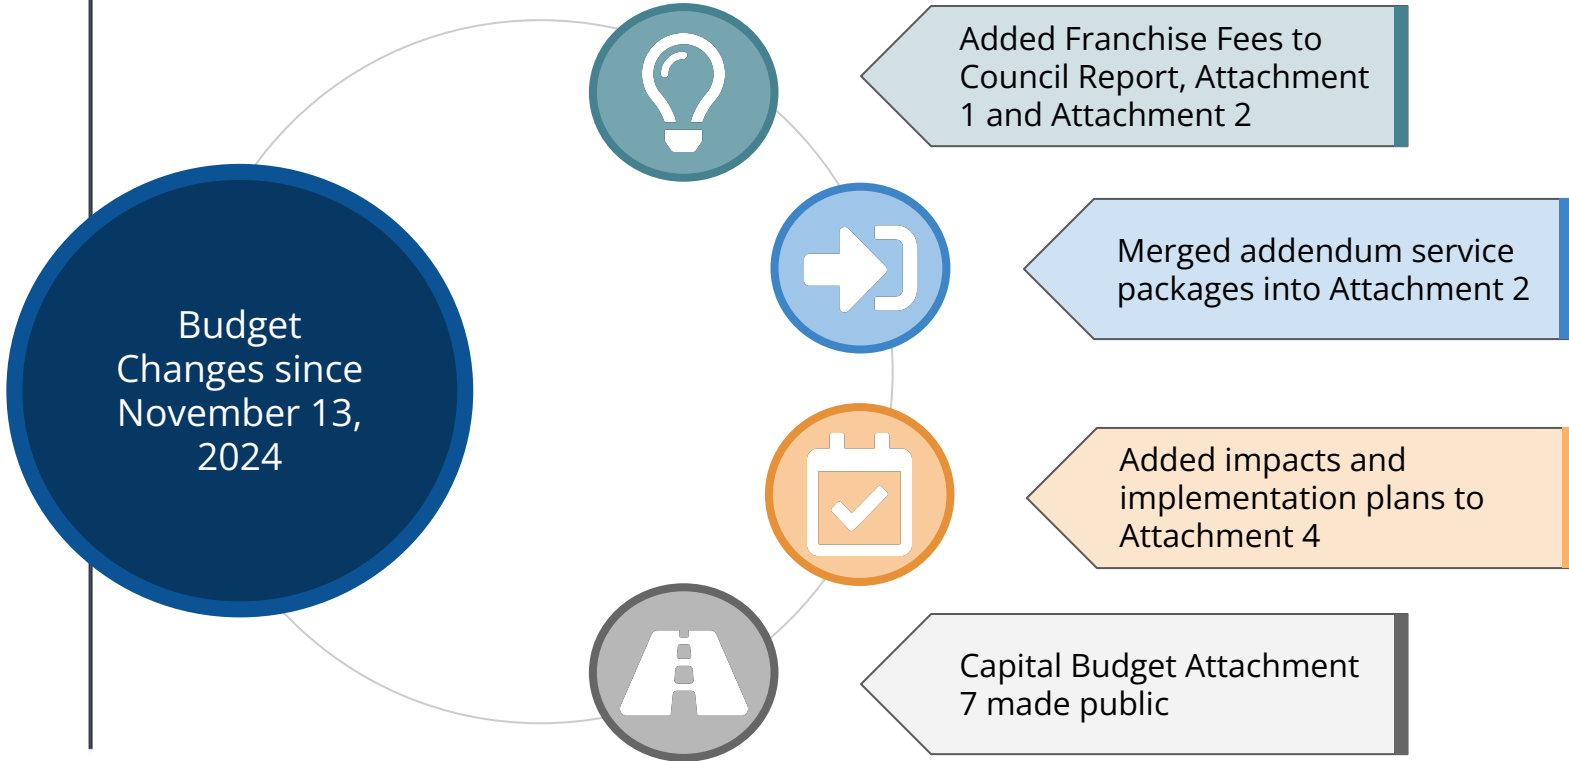 Budget
Changes since
November 13,
2024
Added Franchise Fees to
Council Report, Attachment
1 and Attachment 2
Merged addendum service
packages into Attachment 2
Added impacts and
implementation plans to
Attachment 4
Capital Budget Attachment
7 made public